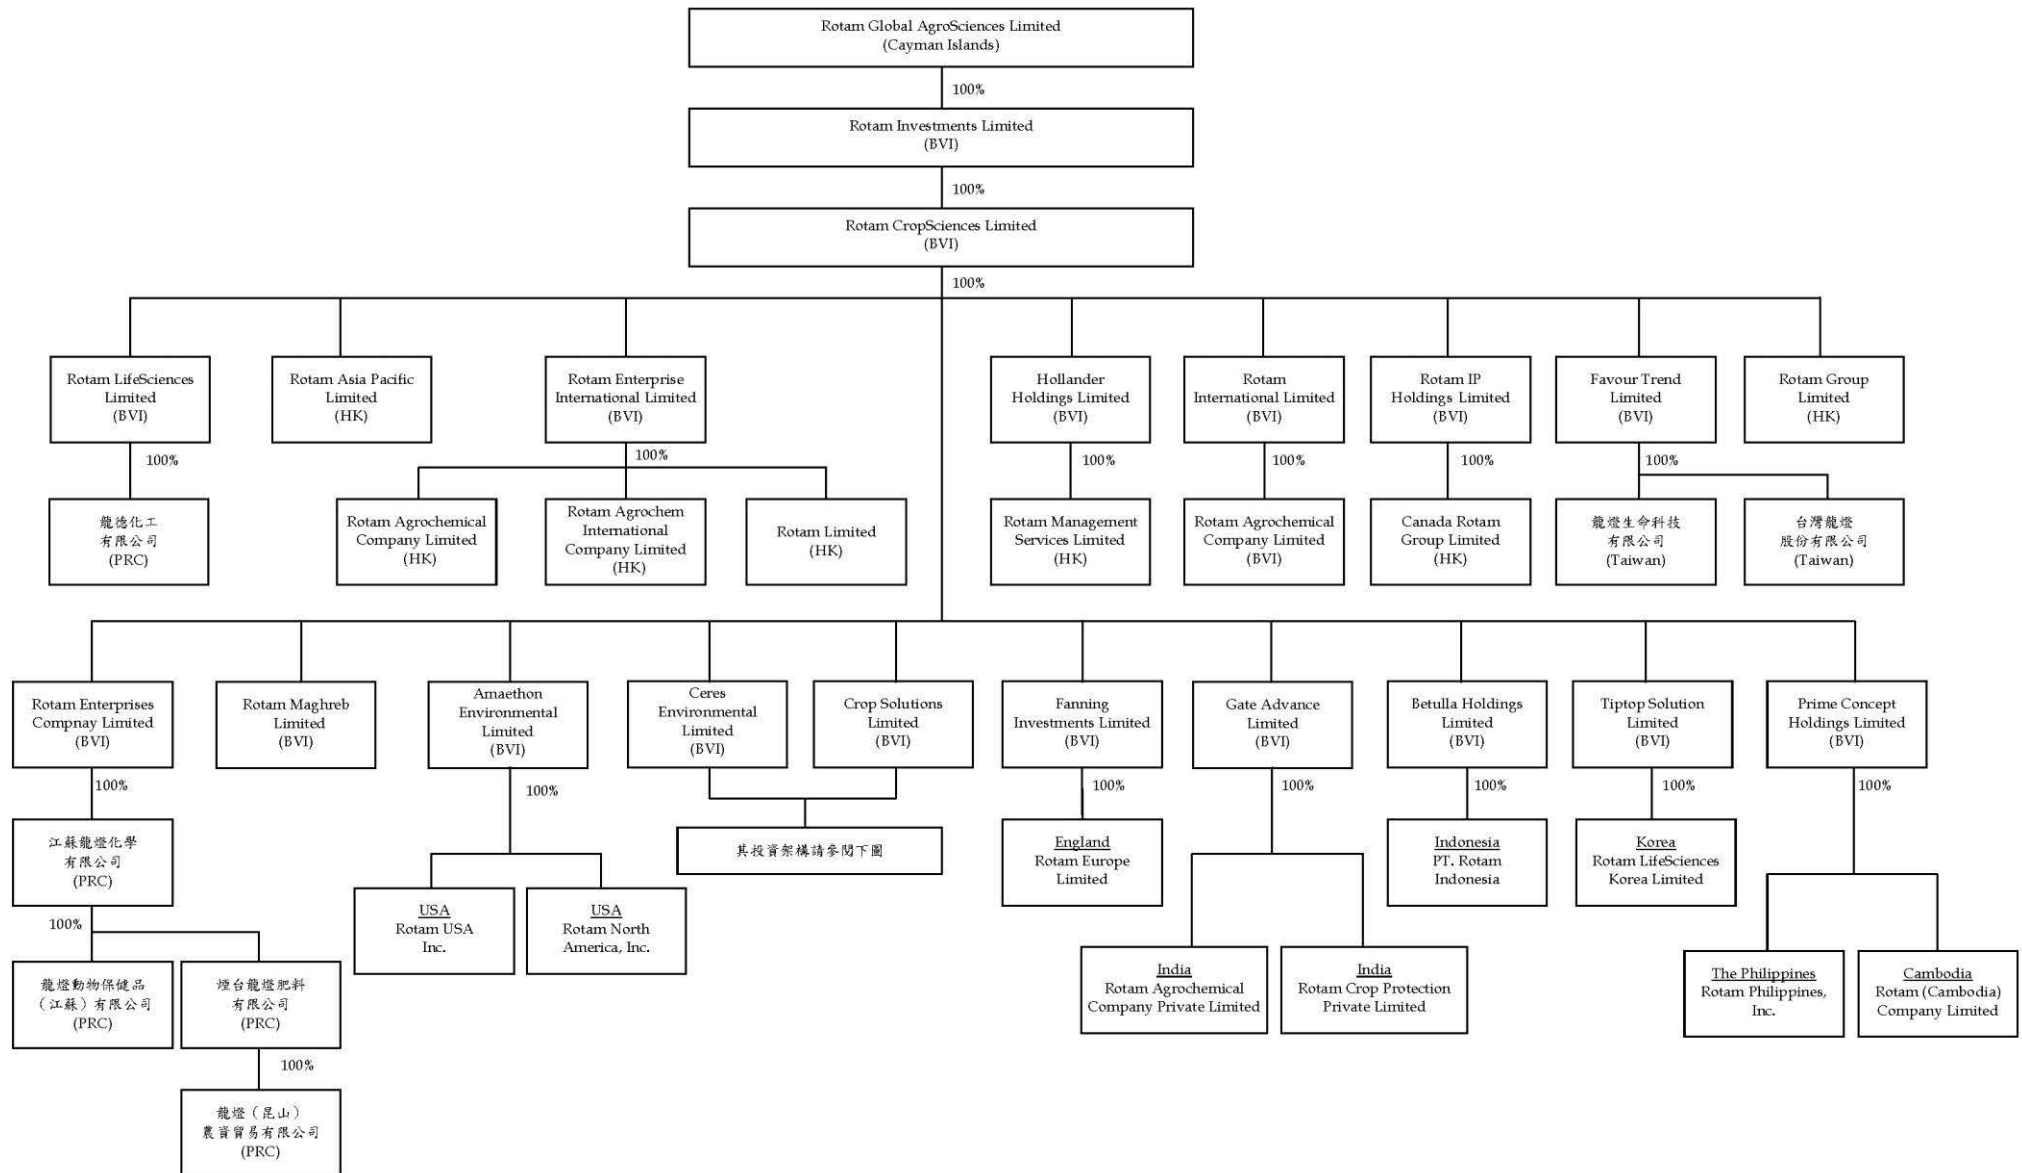 Rotam Global AgroSciences Limited
(Cayman Islands)
100%
Rotam Investments Limited
(BVI)
100%
Rotam CropSciences Limited
(BVI)
100%
Rotam LifeSciences
Limited
(BVI)
Rotam Asia Pacific
Limited
(HK)
Rotam Enterprise
International Limited
(BVI)
Hollander
Holdings Limited
(BVI)
Rotam
International Limited
(BVI)
Rotam IP
Holdings Limited
(BVI)
Favour Trend
Limited
(BVI)
Rotam Group
Limited
(HK)
100%
100%
100%
100%
100%
100%
龍德化工
有限公司
(PRC)
Rotam Agrochemical
Company Limited
(HK)
Rotam Agrochem
International
Company Limited
(HK)
Rotam Limited
(HK)
Rotam Management
Services Limited
(HK)
Rotam Agrochemical
Company Limited
(BVI)
Canada Rotam
Group Limited
(HK)
龍燈生命科技
有限公司
(Taiwan)
台灣龍燈
股份有限公司
(Taiwan)
Rotam Enterprises
Compnay Limited
(BVI)
Rotam Maghreb
Limited
(BVI)
Amaethon
Environmental
Limited
(BVI)
Ceres
Environmental
Limited
(BVI)
Crop Solutions
Limited
(BVI)
Fanning
Investments Limited
(BVI)
Gate Advance
Limited
(BVI)
Betulla Holdings
Limited
(BVI)
Tiptop Solution
Limited
(BVI)
Prime Concept
Holdings Limited
(BVI)
100%
100%
100%
100%
100%
100%
100%
江蘇龍燈化學
有限公司
(PRC)
其投資架構請參閱下圖
England
Rotam Europe
Limited
Indonesia
PT. Rotam
Indonesia
Korea
Rotam LifeSciences
Korea Limited
100%
USA
Rotam USA
Inc.
USA
Rotam North
America, Inc.
龍燈動物保健品
（江蘇）有限公司
(PRC)
煙台龍燈肥料
有限公司
(PRC)
India
Rotam Agrochemical
Company Private Limited
India
Rotam Crop Protection
Private Limited
The Philippines
Rotam Philippines,
Inc.
Cambodia
Rotam (Cambodia)
Company Limited
100%
龍燈（昆山）
農資貿易有限公司
(PRC)